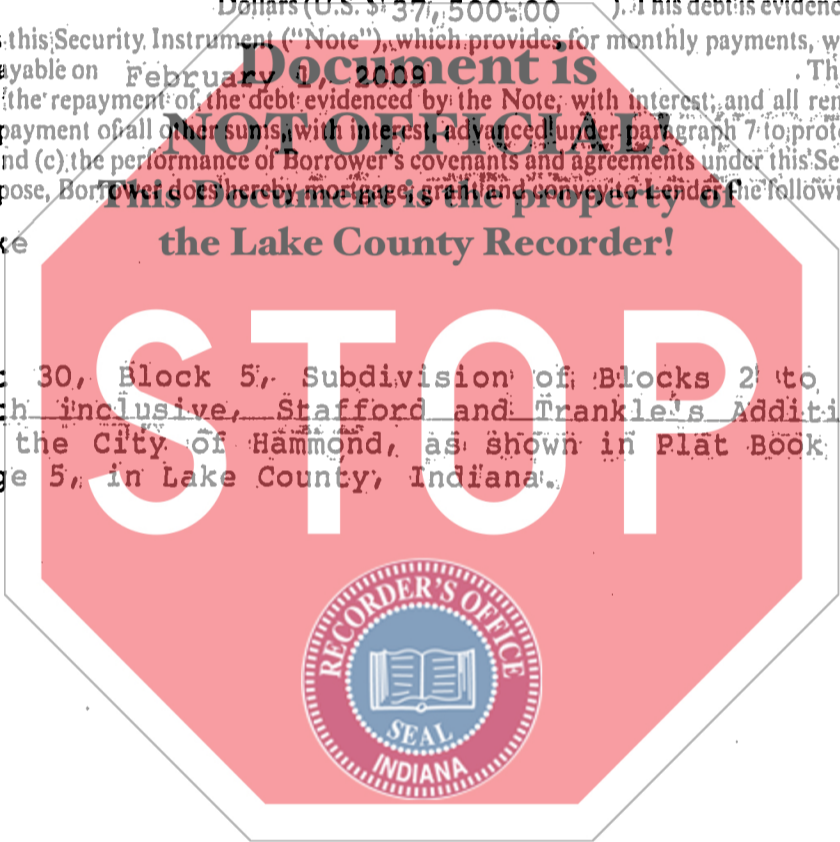 Dollars (U.S. $ 37,500.00 ). This debt is evidenc
this Security Instrument ("Note"), which provides for monthly payments, w
ayable on February 1, 2009 . Th
the repayment of the debt evidenced by the Note, with interest, and all re
payment of all other sums, with interest, advanced under paragraph 7 to prot
nd (c) the performance of Borrower's covenants and agreements under this Se
pose, Borrower does hereby mortgage, grant and convey to Lender the followi
Document is
NOT OFFICIAL!
This Document is the property of
the Lake County Recorder!
ke
STOP
30, Block 5, Subdivision of Blocks 2 to
h inclusive, Stafford and Trankle's Additi
the City of Hammond, as shown in Plat Book
ge 5, in Lake County, Indiana.
RECORDER'S OFFICE
SEAL
INDIANA